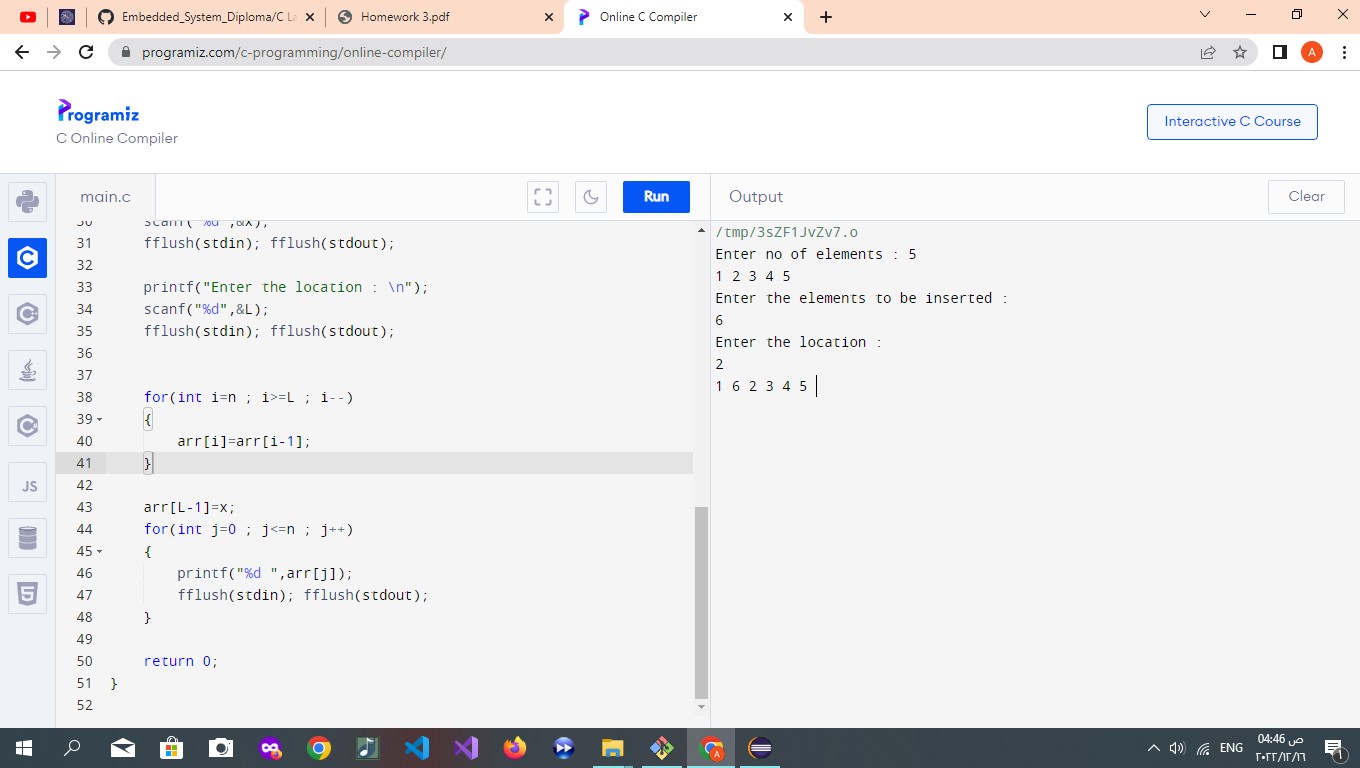 Embedded_System_Diploma/C La
Homework 3.pdf
Online C Compiler
programiz.com/c-programming/online-compiler/
A
Programiz
C Online Compiler
Interactive C Course
main.c
Run
Output
Clear
30 scanf("%d",&x);
31 fflush(stdin); fflush(stdout);
32
33 printf("Enter the location : \n");
34 scanf("%d",&L);
35 fflush(stdin); fflush(stdout);
36
37
38 for(int i=n ; i>=L ; i--)
39 {
40 arr[i]=arr[i-1];
41 }
42
43 arr[L-1]=x;
44 for(int j=0 ; j<=n ; j++)
45 {
46 printf("%d ",arr[j]);
47 fflush(stdin); fflush(stdout);
48 }
49
50 return 0;
51 }
52
JS
/tmp/3sZF1JvZv7.o
Enter no of elements : 5
1 2 3 4 5
Enter the elements to be inserted :
6
Enter the location :
2
1 6 2 3 4 5
ENG
04:46 ص
٢٠٢٢/١٢/٢٦
1